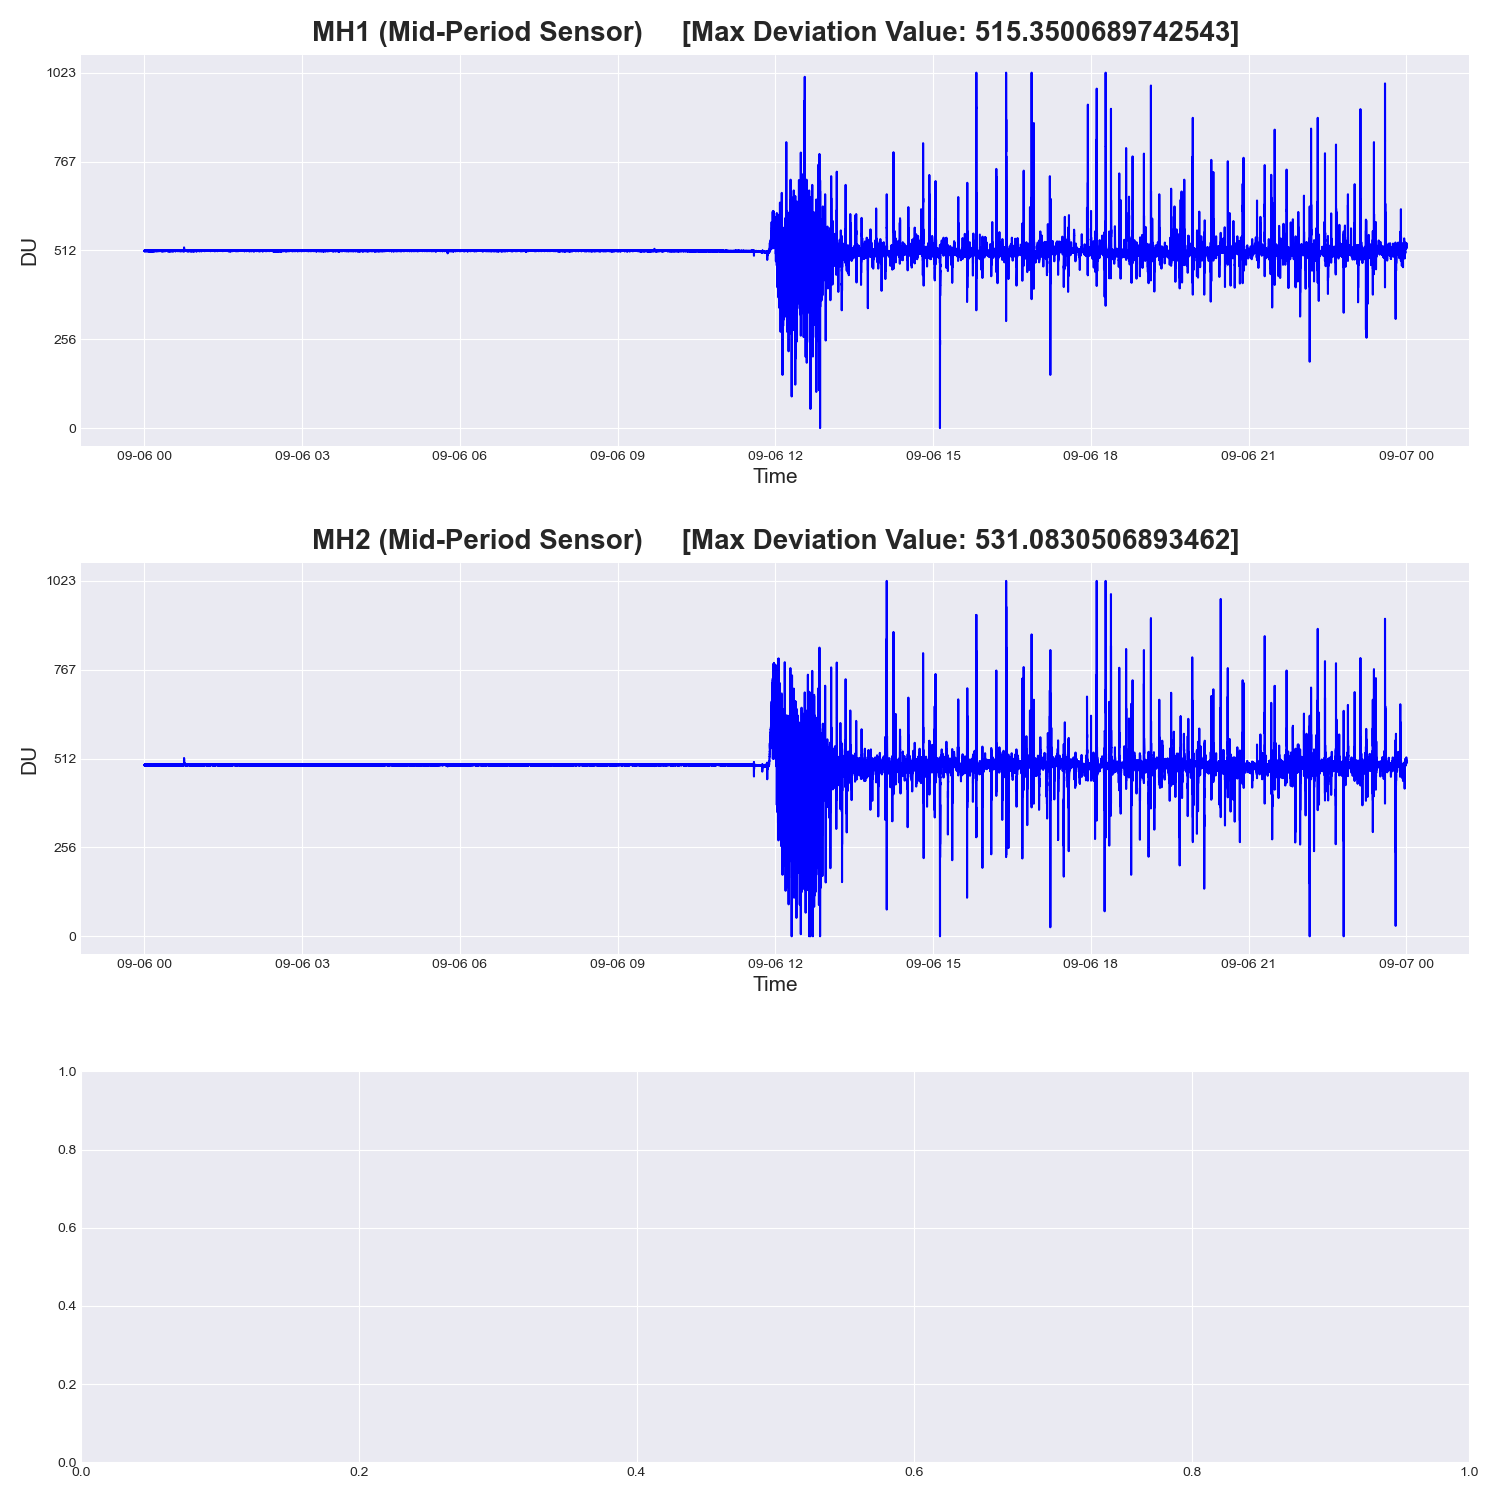 MH1 (Mid-Period Sensor) [Max Deviation Value: 515.3500689742543]
1023
767
512
256
0
DU
09-06 00 09-06 03 09-06 06 09-06 09 09-06 12 09-06 15 09-06 18 09-06 21 09-07 00
Time
MH2 (Mid-Period Sensor) [Max Deviation Value: 531.0830506893462]
1023
767
512
256
0
DU
09-06 00 09-06 03 09-06 06 09-06 09 09-06 12 09-06 15 09-06 18 09-06 21 09-07 00
Time
1.0
0.8
0.6
0.4
0.2
0.0
0.0 0.2 0.4 0.6 0.8 1.0